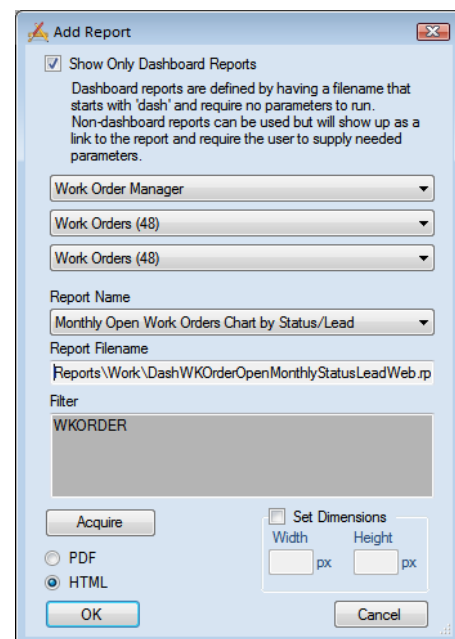 Add Report
Show Only Dashboard Reports
Dashboard reports are defined by having a filename that
starts with 'dash' and require no parameters to run.
Non-dashboard reports can be used but will show up as a
link to the report and require the user to supply needed
parameters.
Work Order Manager
Work Orders (48)
Work Orders (48)
Report Name
Monthly Open Work Orders Chart by Status/Lead
Report Filename
Reports\Work\DashWKOrderOpenMonthlyStatusLeadWeb.rp
Filter
WKORDER
Acquire
Set Dimensions
Width Height
px px
PDF
HTML
OK Cancel